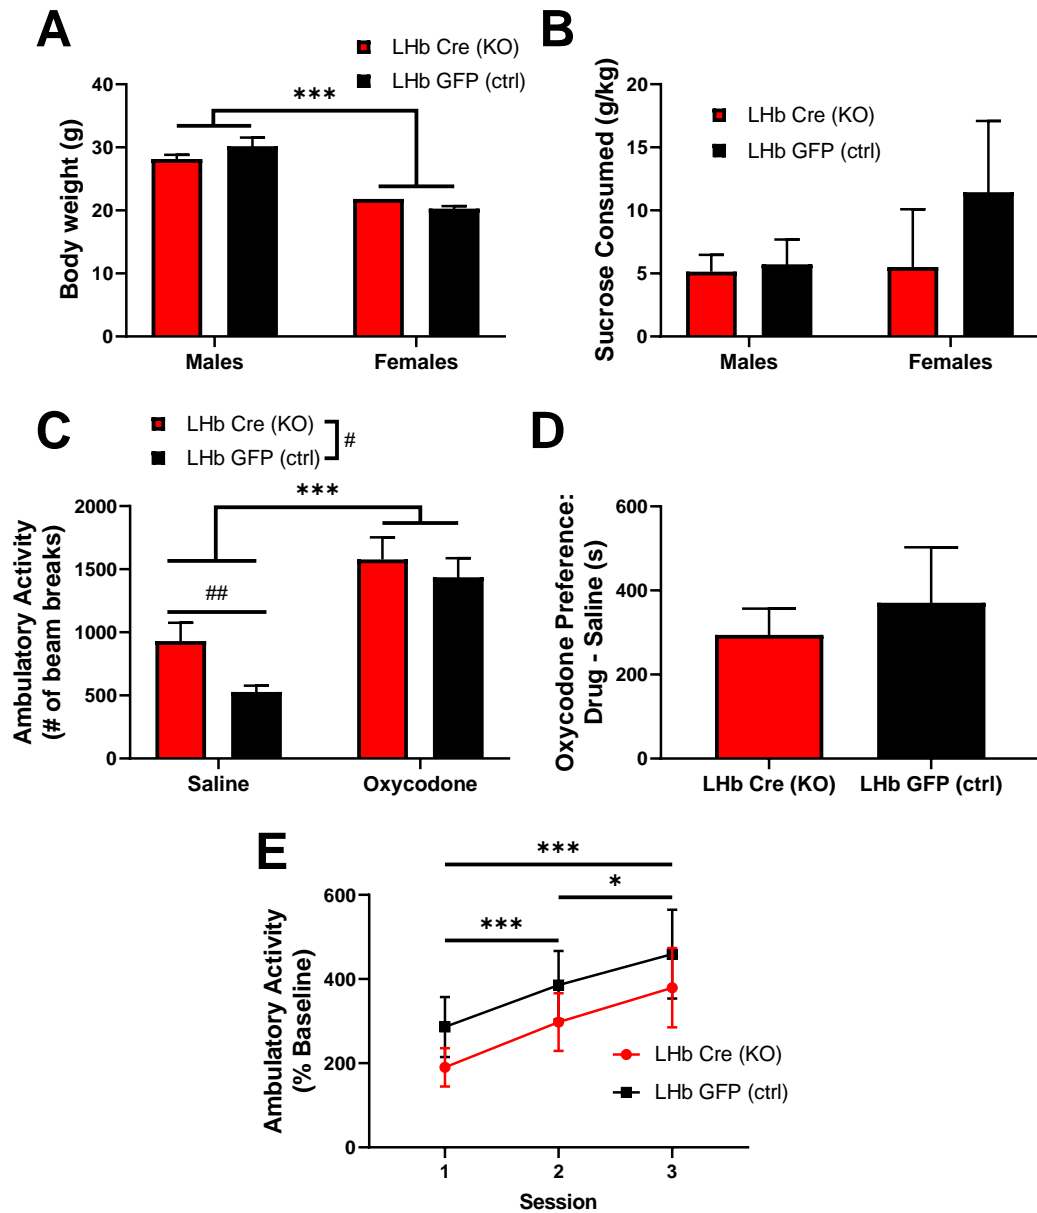 A
LHb Cre (KO)
LHb GFP (ctrl)
***
Body weight (g)
40
30
20
10
0
Males
Females
B
LHb Cre (KO)
LHb GFP (ctrl)
Sucrose Consumed (g/kg)
20
15
10
5
0
Males
Females
C
LHb Cre (KO)
LHb GFP (ctrl)
#
***
##
Ambulatory Activity
(# of beam breaks)
2000
1500
1000
500
0
Saline
Oxycodone
D
Oxycodone Preference:
Drug - Saline (s)
600
400
200
0
LHb Cre (KO)
LHb GFP (ctrl)
E
***
*
***
Ambulatory Activity
(% Baseline)
600
400
200
0
LHb Cre (KO)
LHb GFP (ctrl)
1
2
3
Session